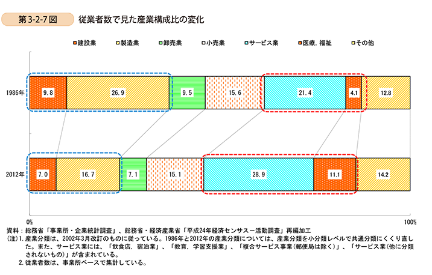 第3-2-7図 従業者数で見た産業構成比の変化
■建設業 ■製造業 ■卸売業 ■小売業 ■サービス業 ■医療, 福祉 ■その他
1986年 9.8 26.9 9.5 15.6 21.4 4.1 12.8
2012年 7.0 16.7 7.1 15.1 28.9 11.1 14.2
0% 100%
資料:総務省「事業所・企業統計調査」、総務省・経済産業省「平成24年経済センサス-活動調査」再編加工
(注)1.産業分類は、2002年3月改訂のものに従っている。1986年と2012年の産業分類については、産業分類を小分類レベルで共通分類にくくり直し
た。また、サービス業には、「飲食店、宿泊業」、「教育、学習支援業」、「複合サービス事業(郵便局は除く)」、「サービス業(他に分類
されないもの)」が含まれている。
2.従業者数は、事業所ベースで集計している。